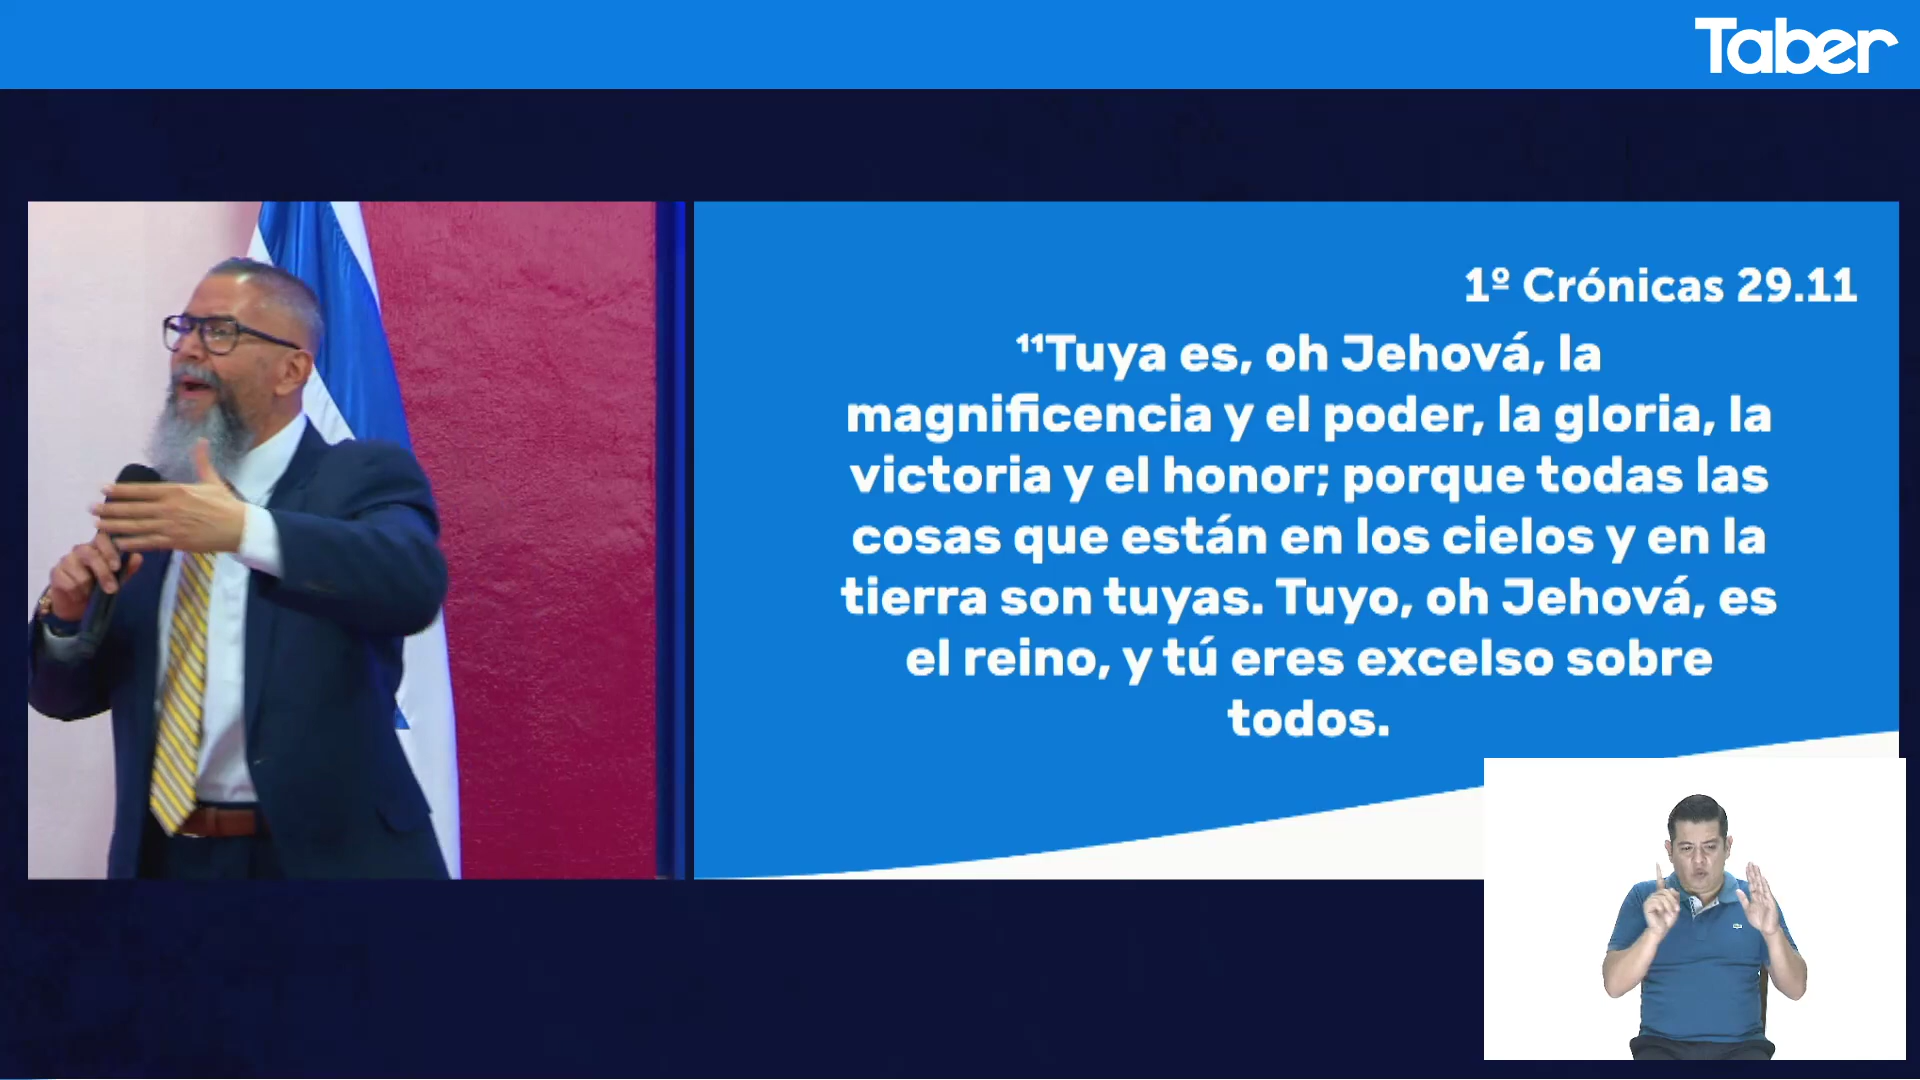 Taber
1º Crónicas 29.11
¹¹Tuya es, oh Jehová, la
magnificencia y el poder, la gloria, la
victoria y el honor; porque todas las
cosas que están en los cielos y en la
tierra son tuyas. Tuyo, oh Jehová, es
el reino, y tú eres excelso sobre
todos.